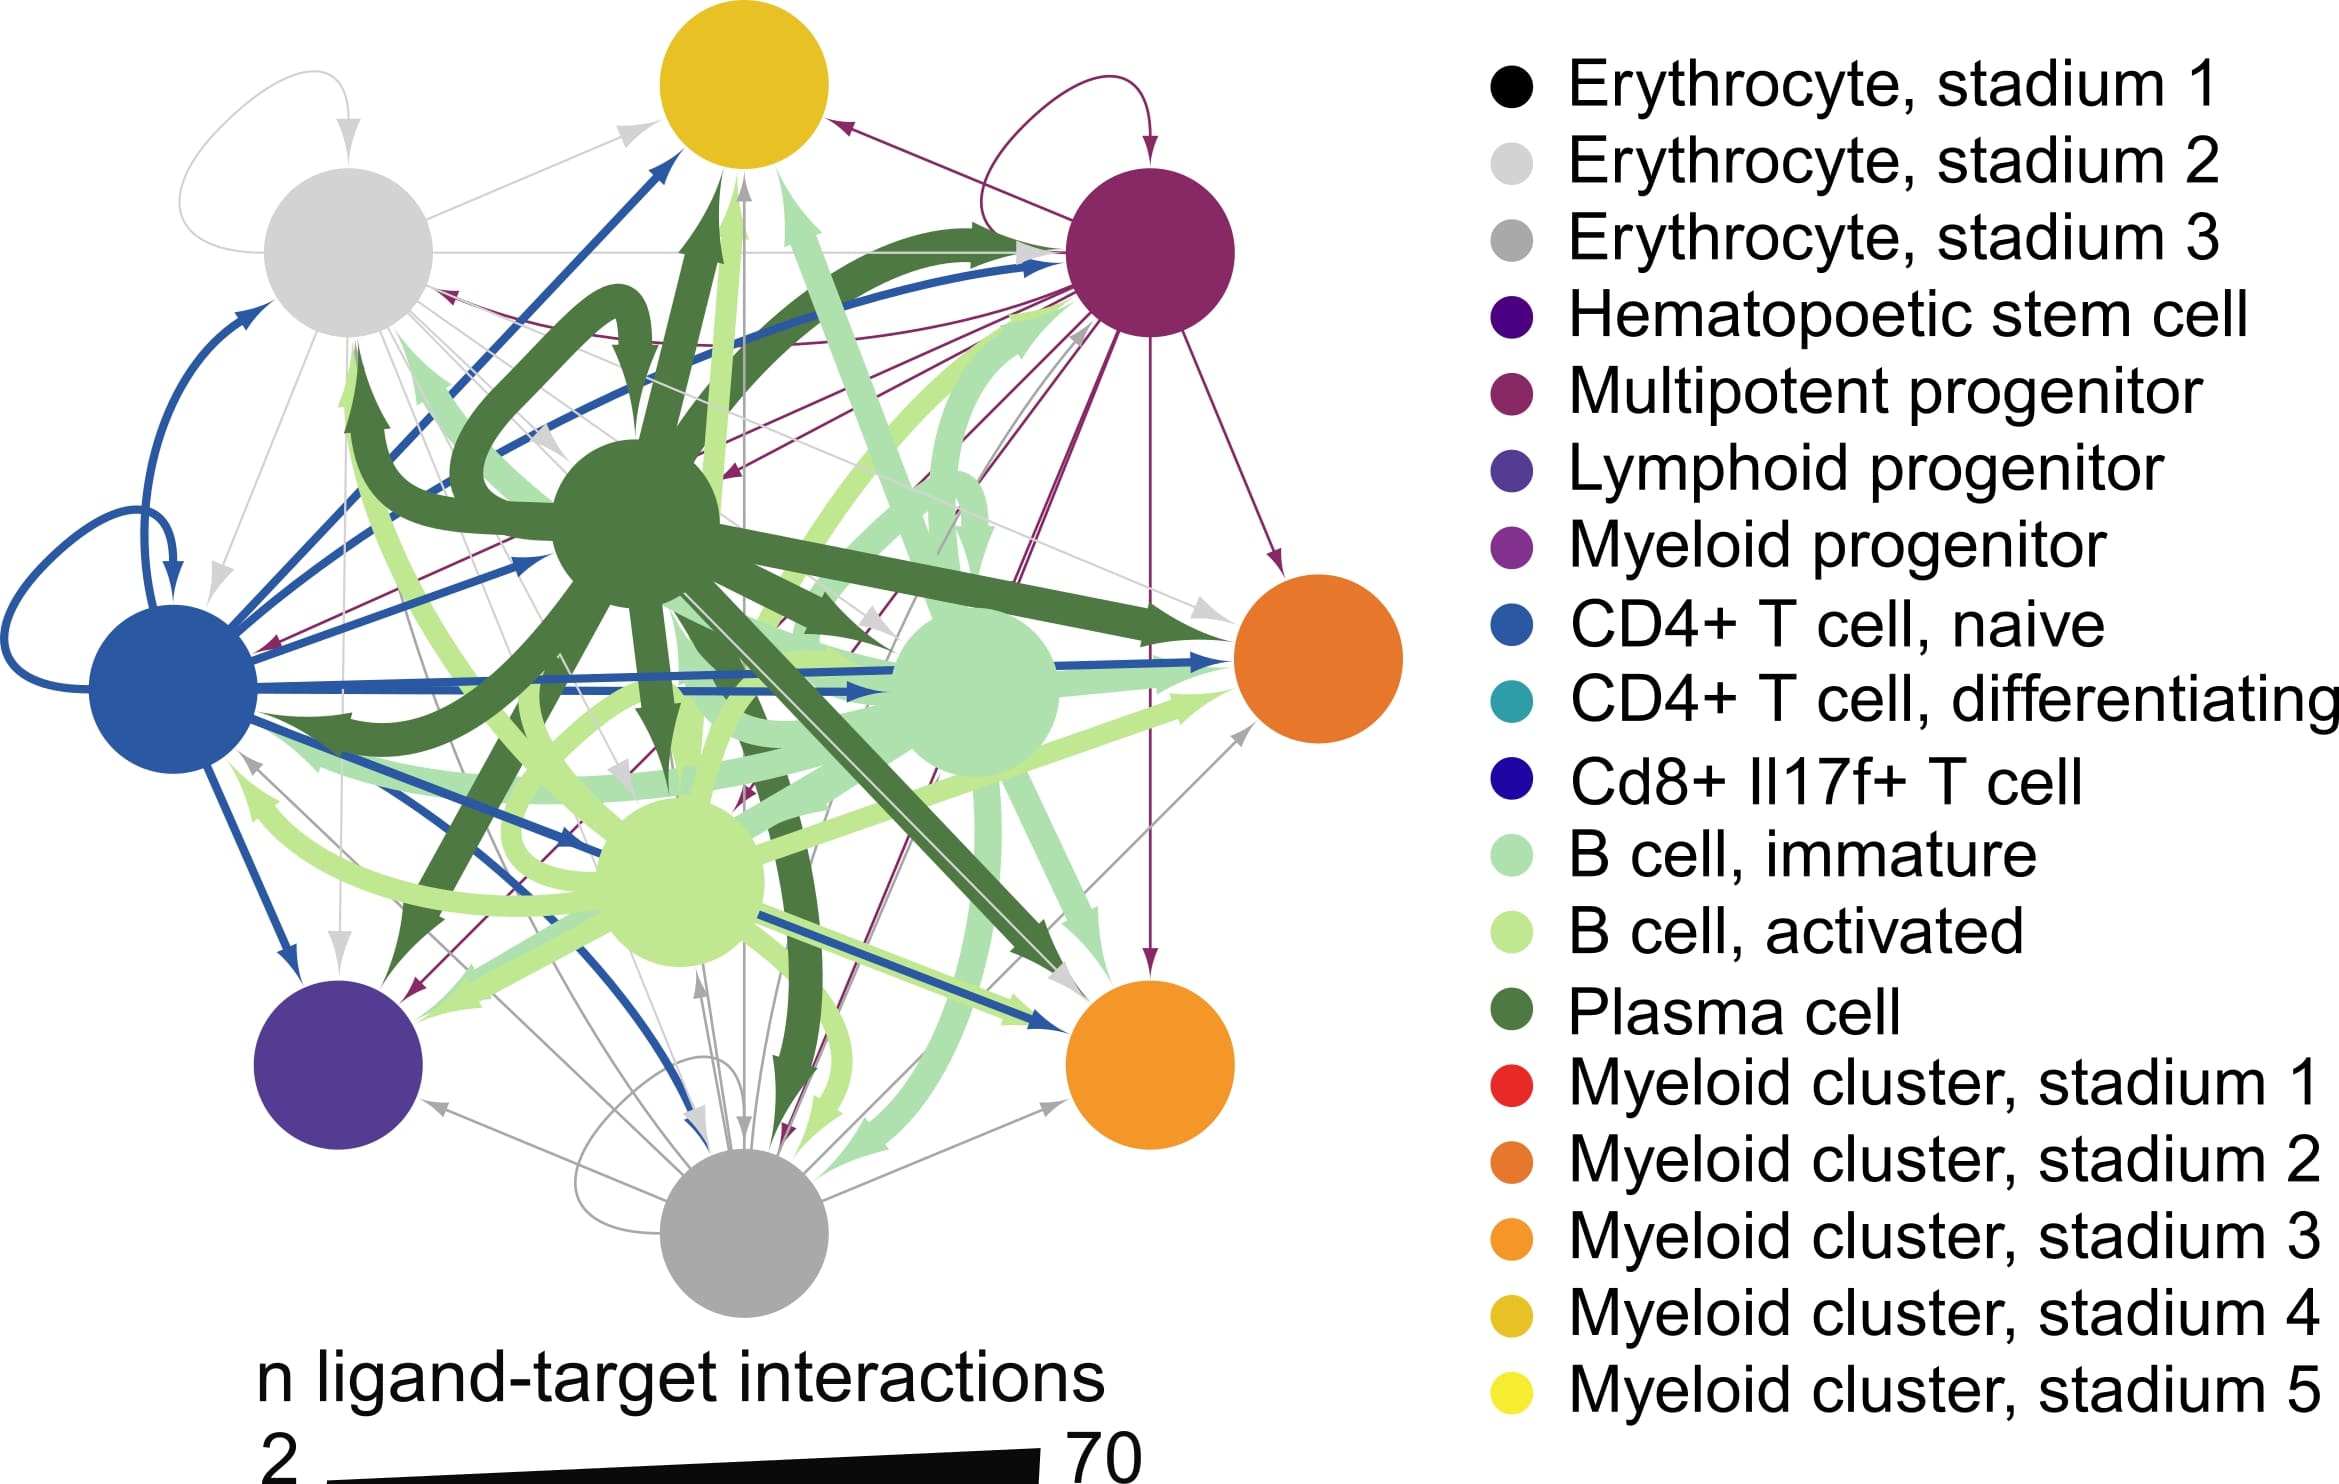 Erythrocyte, stadium 1
Erythrocyte, stadium 2
Erythrocyte, stadium 3
Hematopoetic stem cell
Multipotent progenitor
Lymphoid progenitor
Myeloid progenitor
CD4+ T cell, naive
CD4+ T cell, differentiating
Cd8+ Il17f+ T cell
B cell, immature
B cell, activated
Plasma cell
Myeloid cluster, stadium 1
Myeloid cluster, stadium 2
Myeloid cluster, stadium 3
Myeloid cluster, stadium 4
Myeloid cluster, stadium 5
n ligand-target interactions
2 70